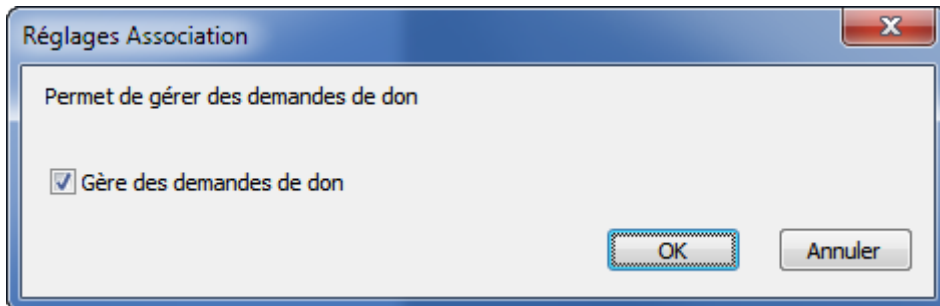 Réglages Association
Permet de gérer des demandes de don
Gère des demandes de don
OK
Annuler